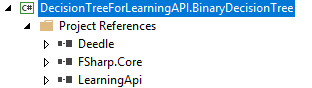 C# DecisionTreeForLearningAPI.BinaryDecisionTree
Project References
Deedle
FSharp.Core
LearningApi